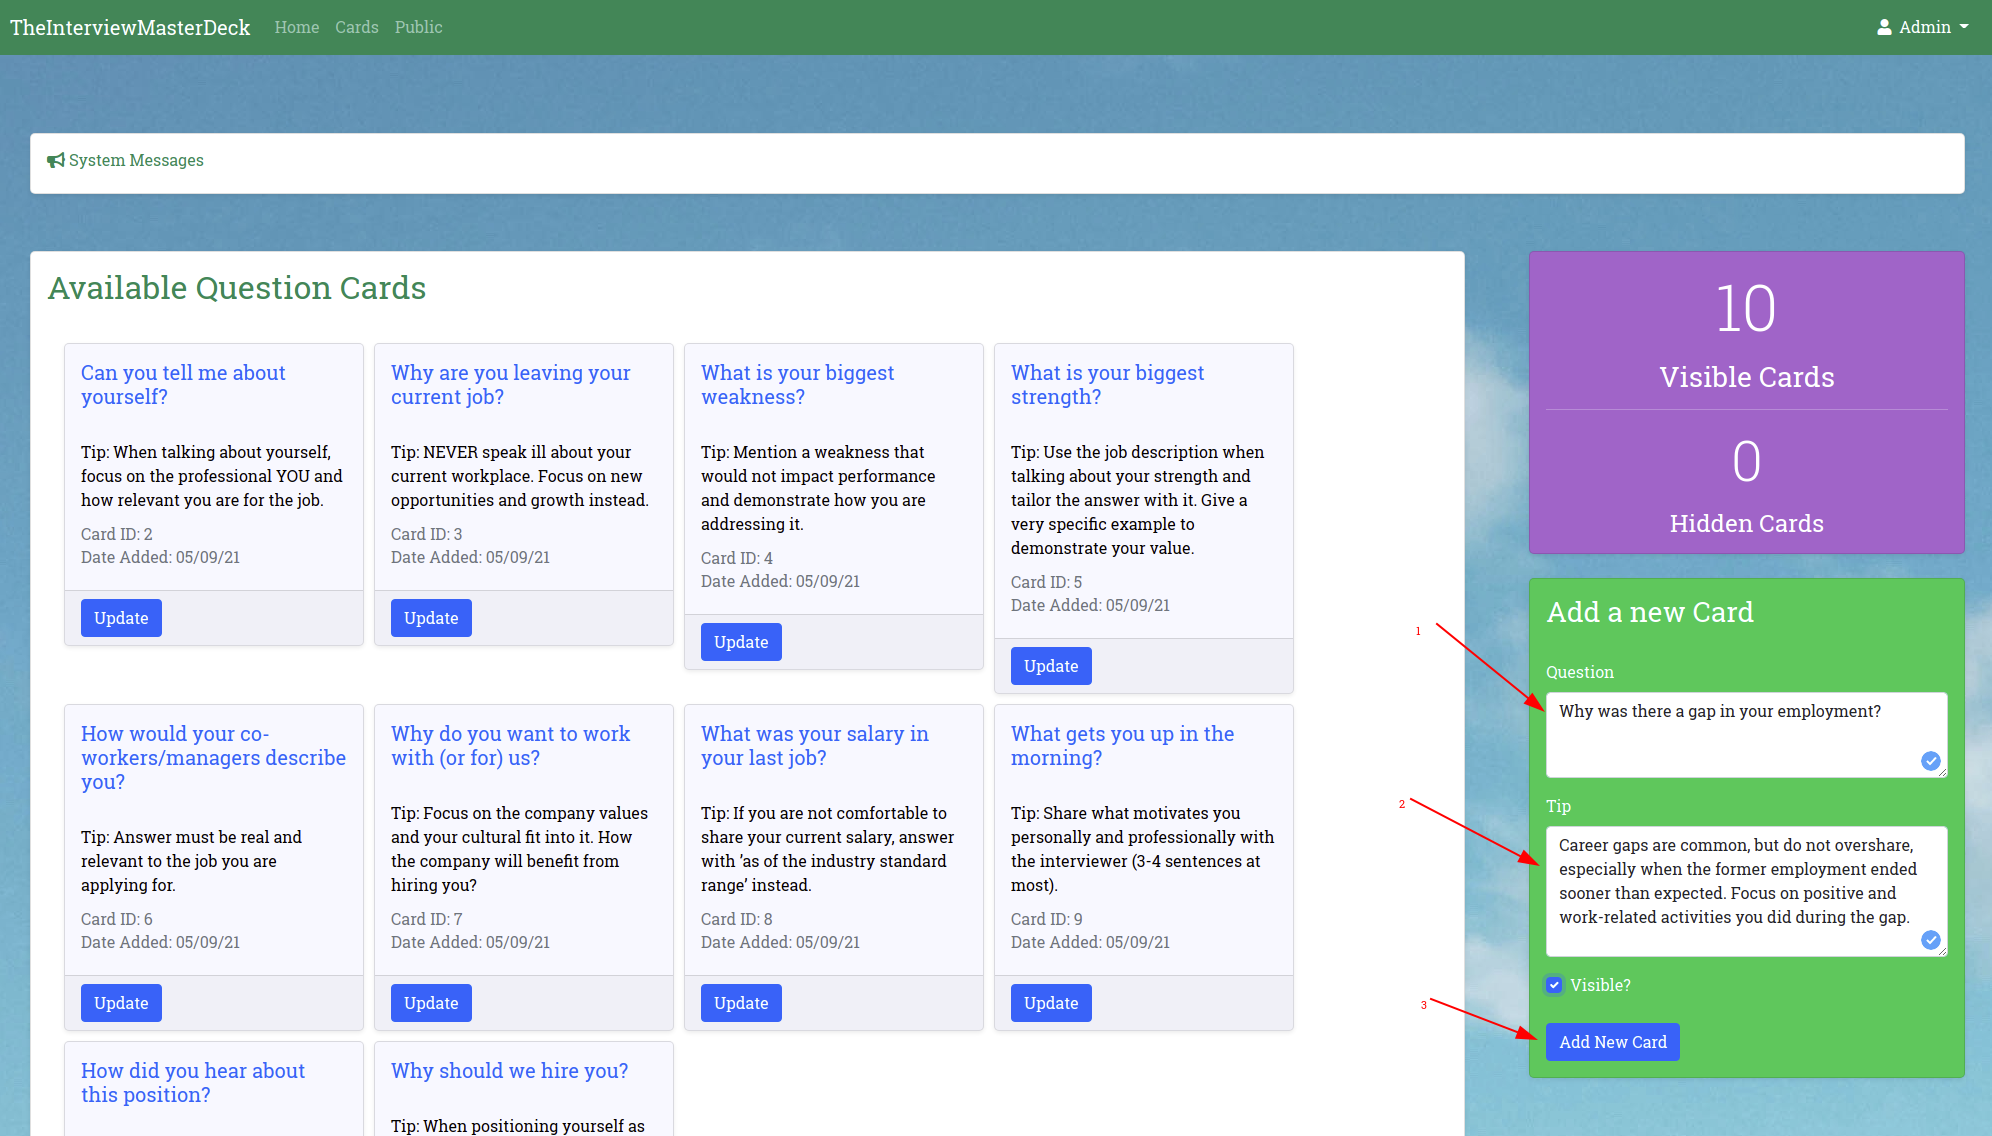 TheInterviewMasterDeck Home Cards Public Admin
System Messages
Available Question Cards
Can you tell me about
yourself?
Tip: When talking about yourself,
focus on the professional YOU and
how relevant you are for the job.
Card ID: 2
Date Added: 05/09/21
Update
Why are you leaving your
current job?
Tip: NEVER speak ill about your
current workplace. Focus on new
opportunities and growth instead.
Card ID: 3
Date Added: 05/09/21
Update
What is your biggest
weakness?
Tip: Mention a weakness that
would not impact performance
and demonstrate how you are
addressing it.
Card ID: 4
Date Added: 05/09/21
Update
What is your biggest
strength?
Tip: Use the job description when
talking about your strength and
tailor the answer with it. Give a
very specific example to
demonstrate your value.
Card ID: 5
Date Added: 05/09/21
Update
How would your co-
workers/managers describe
you?
Tip: Answer must be real and
relevant to the job you are
applying for.
Card ID: 6
Date Added: 05/09/21
Update
Why do you want to work
with (or for) us?
Tip: Focus on the company values
and your cultural fit into it. How
the company will benefit from
hiring you?
Card ID: 7
Date Added: 05/09/21
Update
What was your salary in
your last job?
Tip: If you are not comfortable to
share your current salary, answer
with ’as of the industry standard
range’ instead.
Card ID: 8
Date Added: 05/09/21
Update
What gets you up in the
morning?
Tip: Share what motivates you
personally and professionally with
the interviewer (3-4 sentences at
most).
Card ID: 9
Date Added: 05/09/21
Update
How did you hear about
this position?
Why should we hire you?
Tip: When positioning yourself as
10
Visible Cards
0
Hidden Cards
Add a new Card
1
Question
Why was there a gap in your employment?
2
Tip
Career gaps are common, but do not overshare,
especially when the former employment ended
sooner than expected. Focus on positive and
work-related activities you did during the gap.
Visible?
3
Add New Card